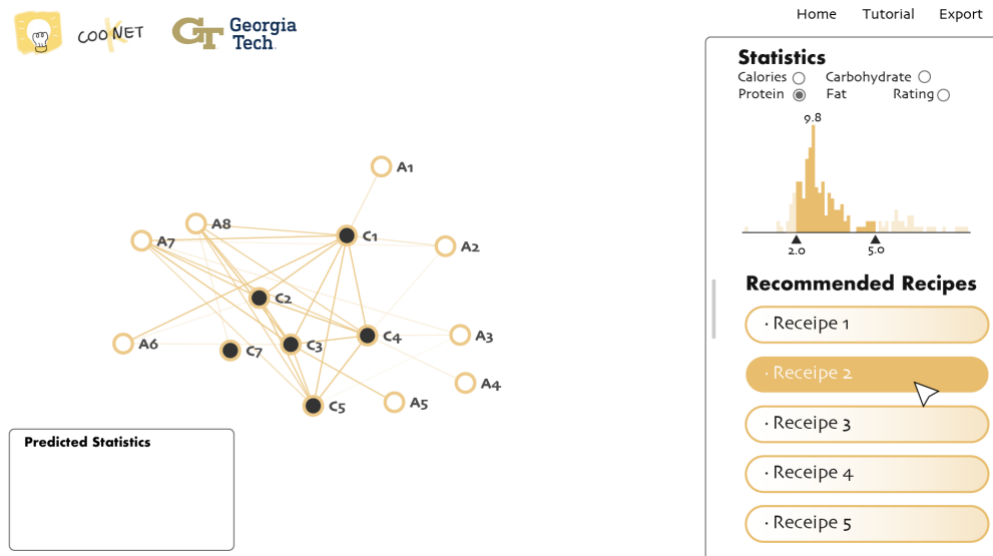 COOKNET
GT Georgia Tech.
Home Tutorial Export
Statistics
Calories Carbohydrate
Protein Fat Rating
9.8
2.0 5.0
A1
A8
A7
C1
A2
C2
C4
A3
A6
C7
C3
A4
A5
C5
Predicted Statistics
Recommended Recipes
· Receipe 1
· Receipe 2
· Receipe 3
· Receipe 4
· Receipe 5